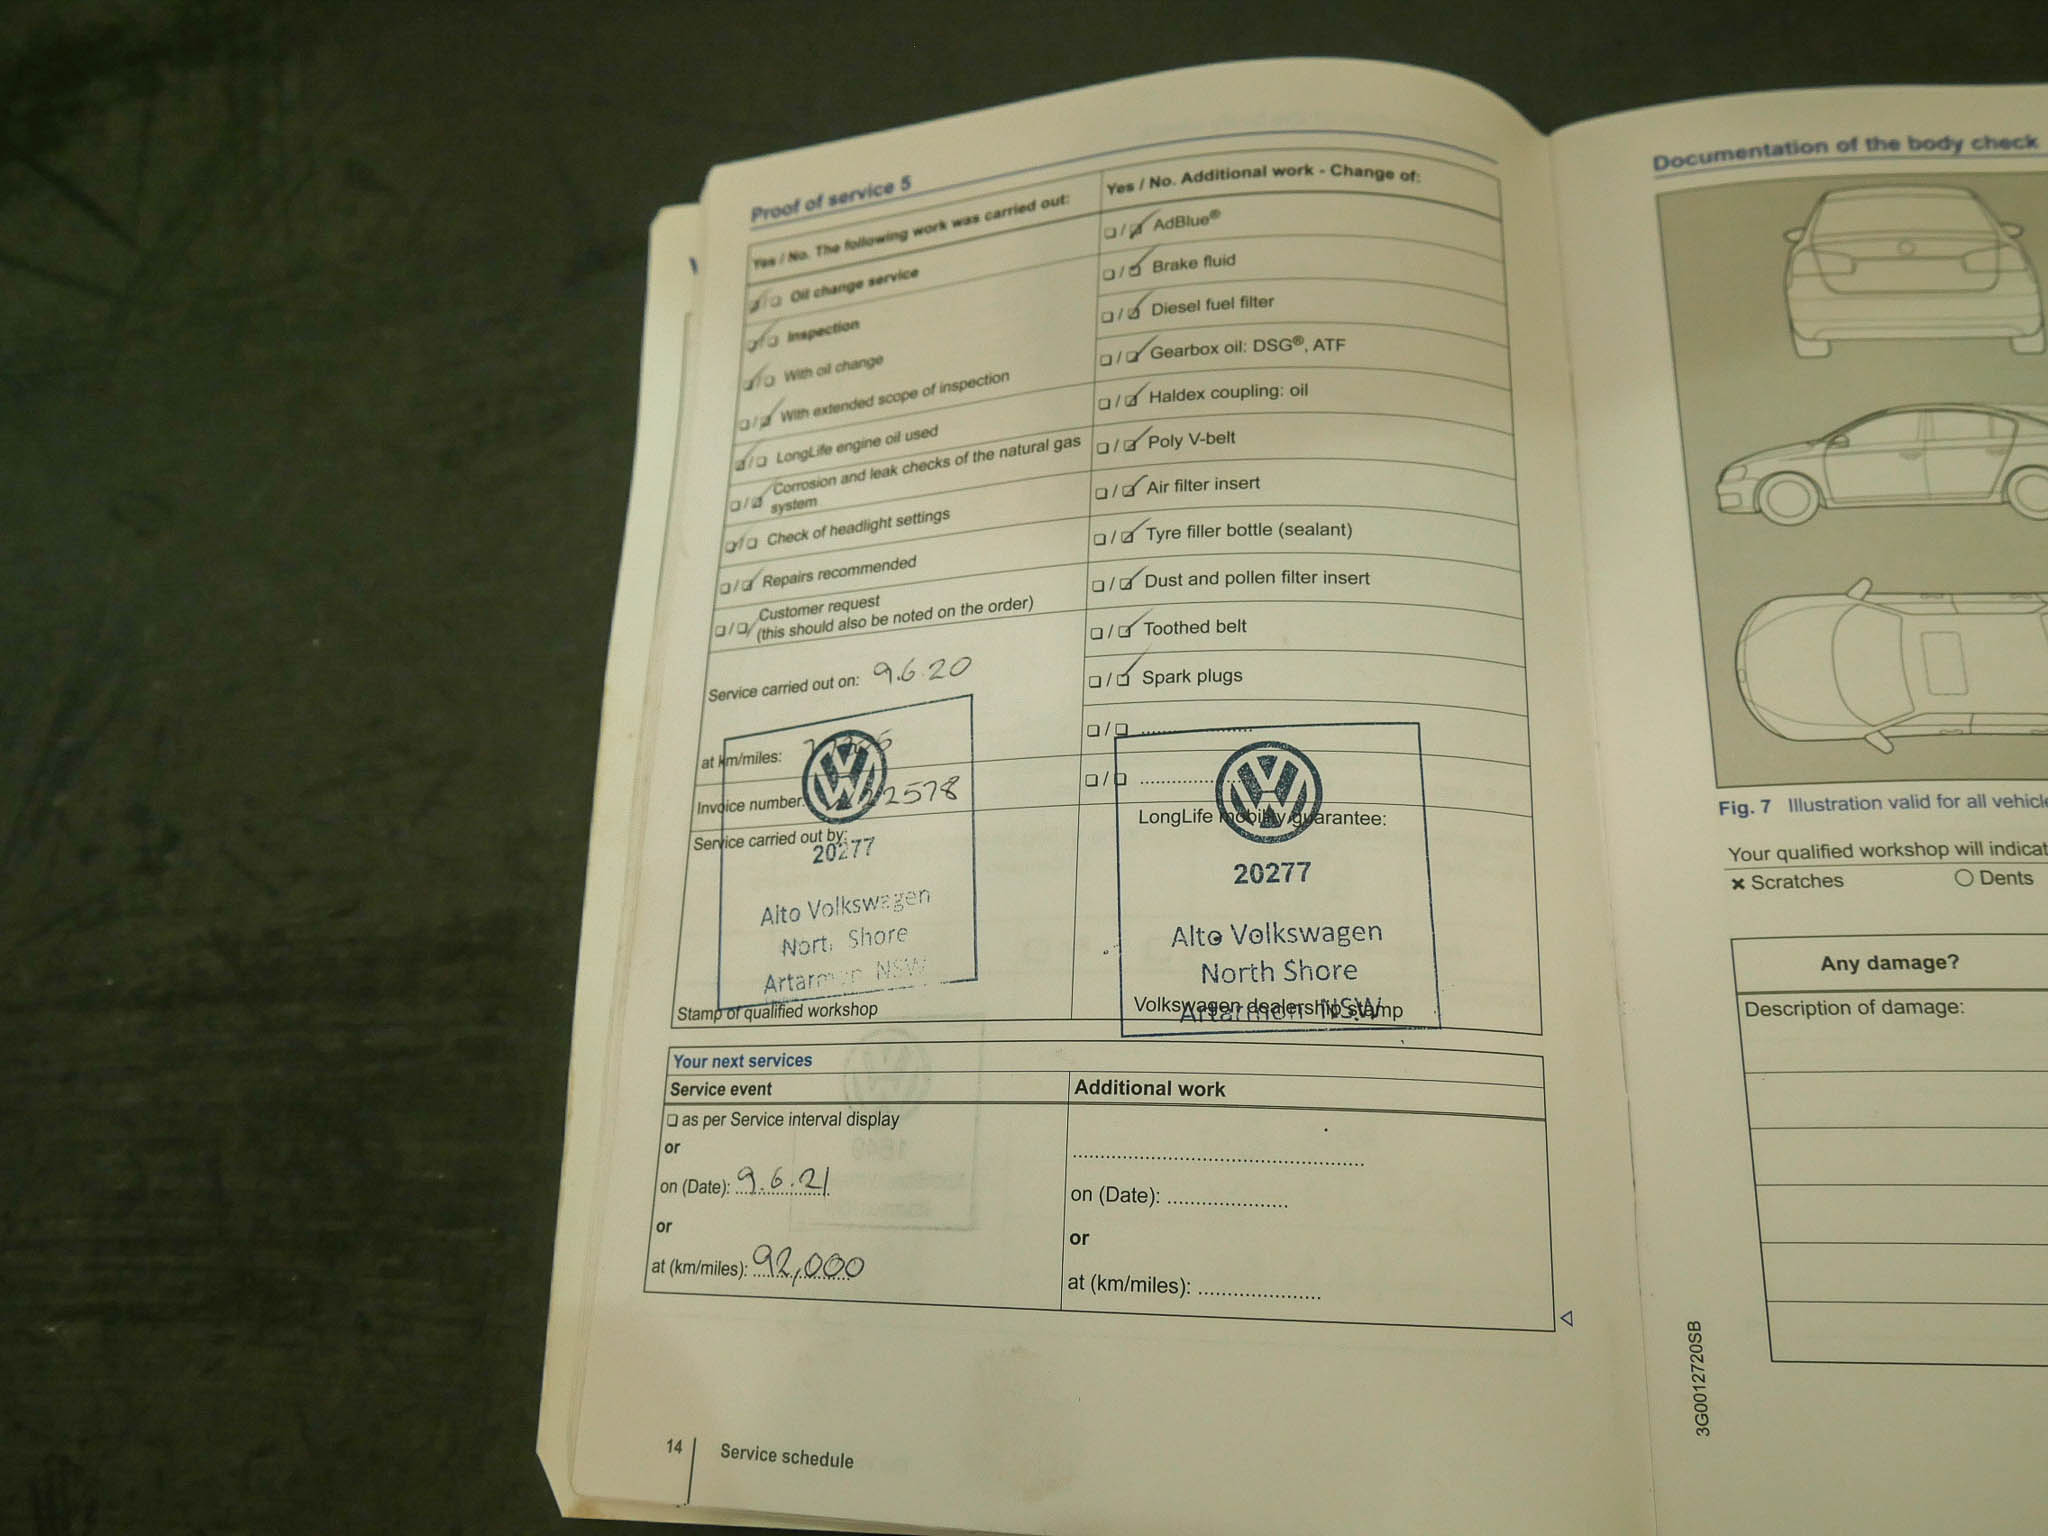 Proof of service 5
Yes / No. The following work was carried out:
Oil change service
Inspection
With oil change
With extended scope of inspection
LongLife engine oil used
Corrosion and leak checks of the natural gas
system
Check of headlight settings
Repairs recommended
Customer request
(this should also be noted on the order)
Service carried out on: 9.6.20
at km/miles:
Invoice number:
Service carried out by:
20277
Alto Volkswagen
North Shore
Artarmon NSW
Stamp of qualified workshop
Yes / No. Additional work - Change of:
AdBlue®
Brake fluid
Diesel fuel filter
Gearbox oil: DSG®, ATF
Haldex coupling: oil
Poly V-belt
Air filter insert
Tyre filler bottle (sealant)
Dust and pollen filter insert
Toothed belt
Spark plugs
LongLife mobility guarantee:
20277
Alto Volkswagen
North Shore
Artarmon NSW
Volkswagen dealership stamp
Your next services
Service event
as per Service interval display
or
on (Date): 9.6.21
or
at (km/miles): 92,000
Additional work
on (Date):
or
at (km/miles):
14 Service schedule
Documentation of the body check
Fig. 7 Illustration valid for all
Your qualified workshop will
× Scratches ○ Dents
Any damage?
Description of damage:
3G0012720SB